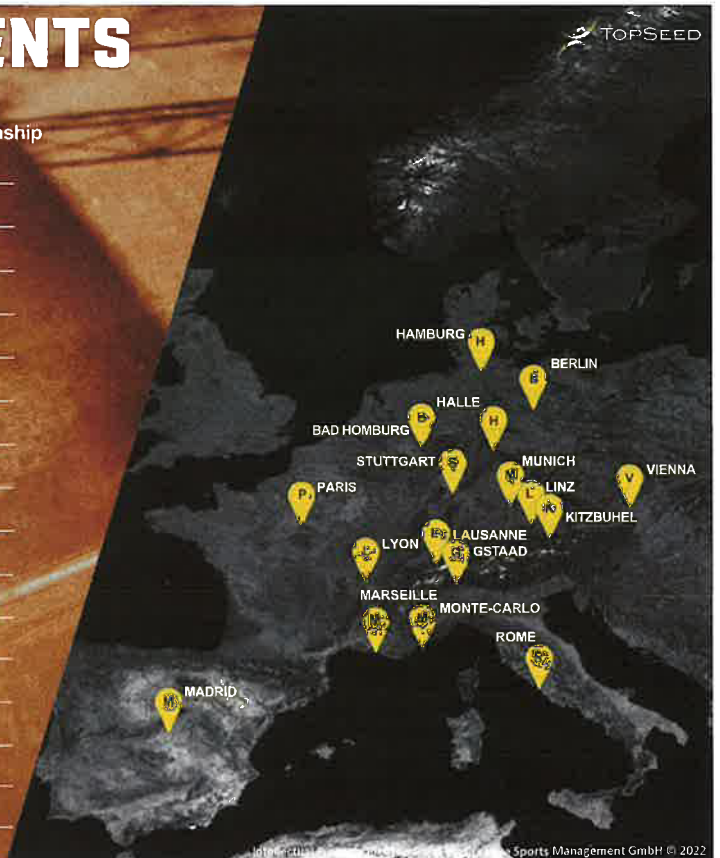 ENTS
TOPSEED
nship
HAMBURG
H
BERLIN
B
HALLE
H
B
BAD HOMBURG
STUTTGART
S
MUNICH
M
VIENNA
V
PARIS
P
LINZ
L
K
KITZBUHEL
LYON
L
LAUSANNE
L
GSTAAD
G
MARSEILLE
M
MONTE-CARLO
M
ROME
R
MADRID
M
Sports Management GmbH © 2022